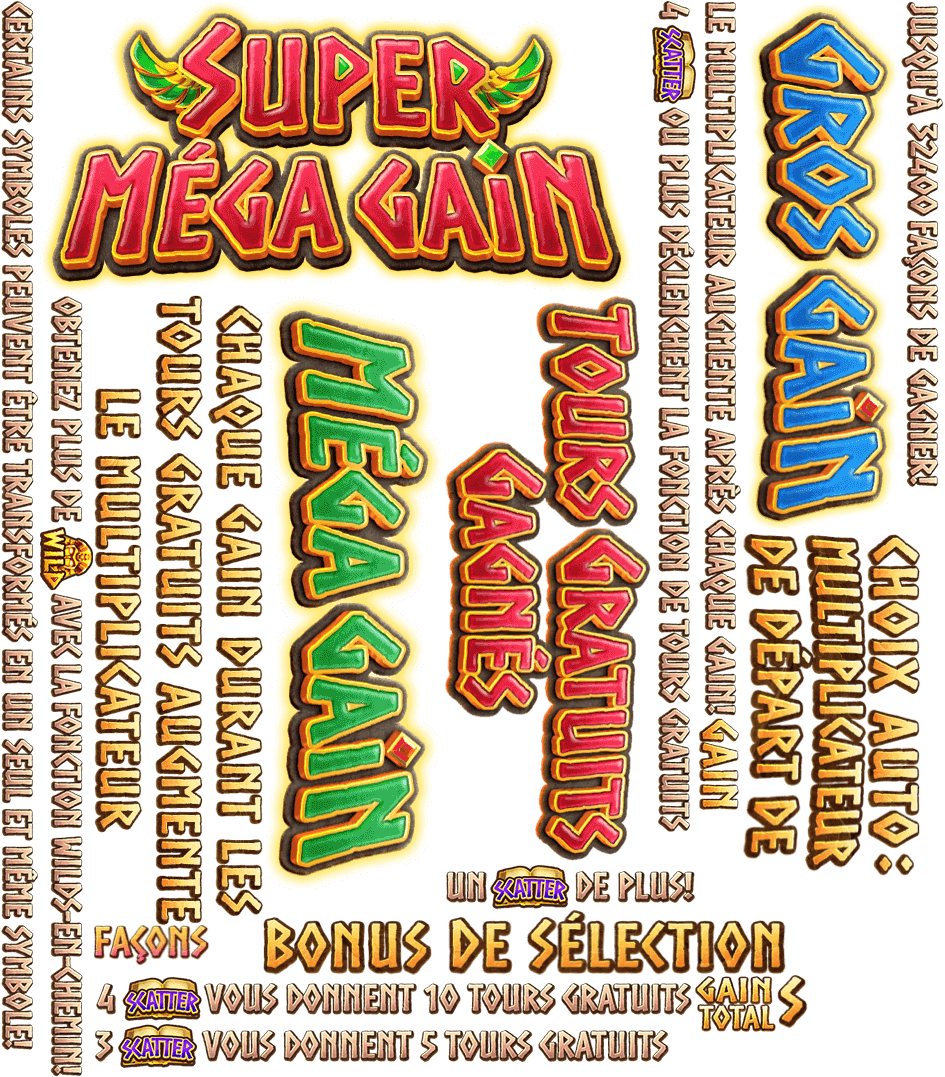 SUPER
MÉGA GAIN
GROS GAIN
JUSQU'À 32400 FAÇONS DE GAGNER!
LE MULTIPLICATEUR AUGMENTE APRÈS CHAQUE GAIN!
4 SCATTER OU PLUS DÉCLENCHENT LA FONCTION DE TOURS GRATUITS
CERTAINS SYMBOLES PEUVENT ÊTRE TRANSFORMÉS EN UN SEUL ET MÊME SYMBOLE!
OBTENEZ PLUS DE WILD AVEC LA FONCTION WILDS-EN-CHEMIN!
CHAQUE GAIN DURANT LES
TOURS GRATUITS AUGMENTE
LE MULTIPLICATEUR
MÉGA GAIN
TOURS GRATUITS
GAGNÉS
GAIN
CHOIX AUTO:
MULTIPLICATEUR
DE DÉPART DE
UN SCATTER DE PLUS!
FAÇONS
BONUS DE SÉLECTION
4 SCATTER VOUS DONNENT 10 TOURS GRATUITS
GAIN
TOTAL
S
3 SCATTER VOUS DONNENT 5 TOURS GRATUITS